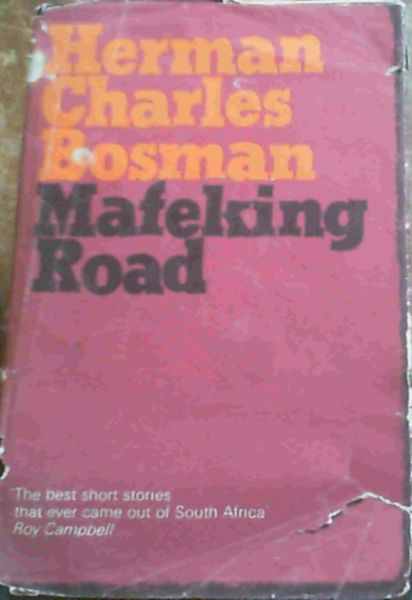 Herman
Charles
Bosman
Mafeking
Road
'The best short stories
that ever came out of South Africa'
Roy Campbell